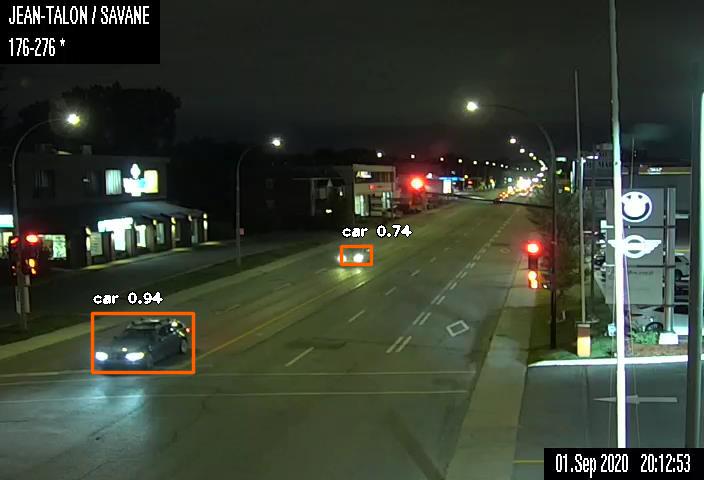 JEAN-TALON / SAVANE
176-276 *
car 0.74
car 0.94
01.Sep 2020 20:12:53